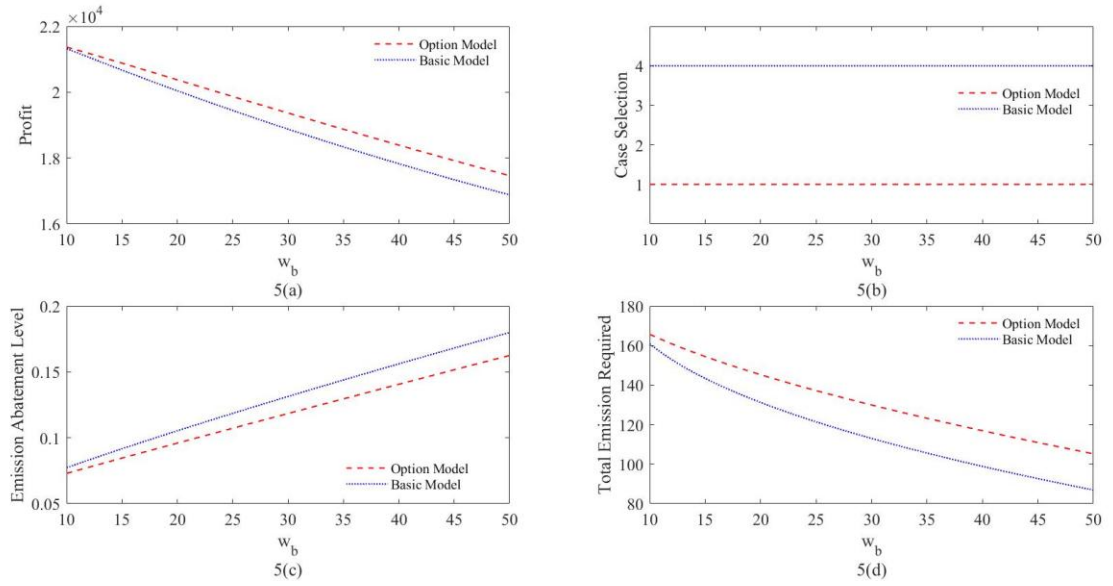 ×10⁴
2.2
2
1.8
1.6
Profit
Option Model
Basic Model
10 15 20 25 30 35 40 45 50
w_b
5(a)
4
3
2
1
Case Selection
Option Model
Basic Model
10 15 20 25 30 35 40 45 50
w_b
5(b)
0.2
0.15
0.1
0.05
Emission Abatement Level
Option Model
Basic Model
10 15 20 25 30 35 40 45 50
w_b
5(c)
180
160
140
120
100
80
Total Emission Required
Option Model
Basic Model
10 15 20 25 30 35 40 45 50
w_b
5(d)